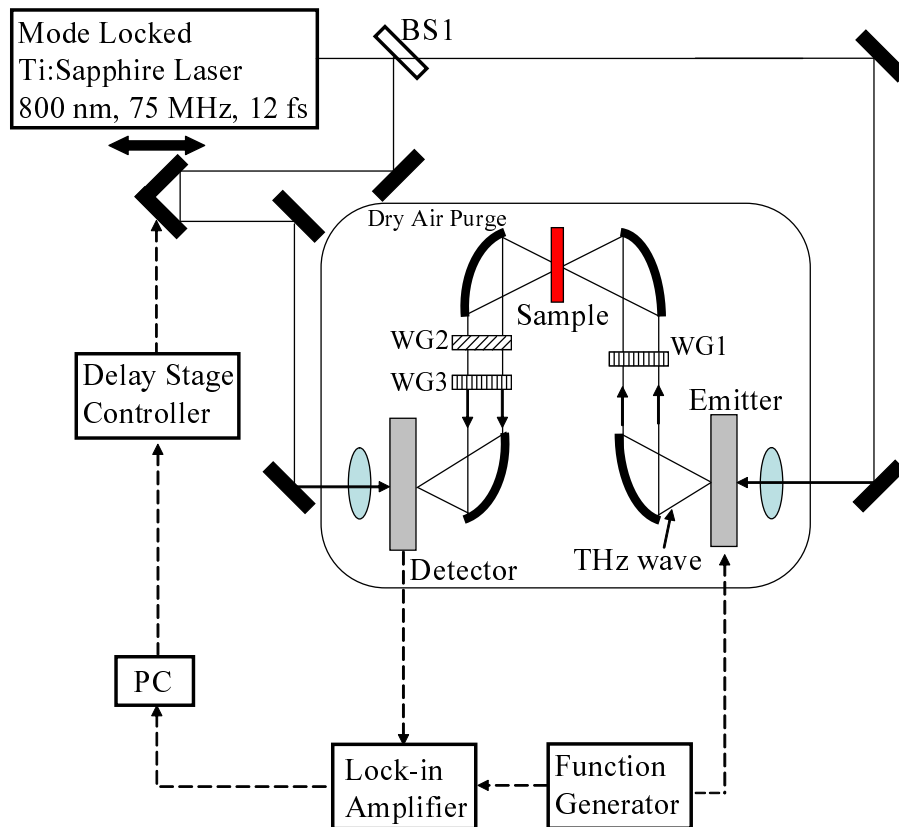 Mode Locked
Ti:Sapphire Laser
800 nm, 75 MHz, 12 fs
BS1
Dry Air Purge
Sample
WG2
WG1
WG3
Delay Stage
Controller
Emitter
THz wave
Detector
PC
Lock-in
Amplifier
Function
Generator